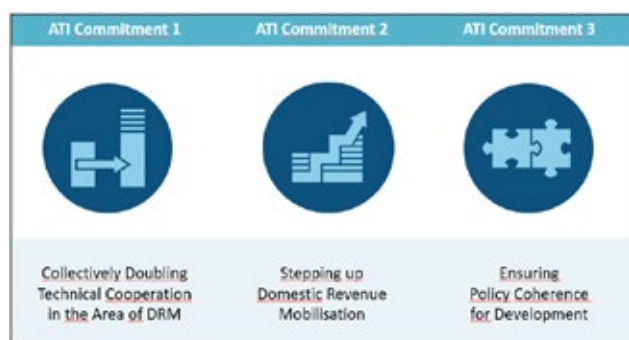 ATI Commitment 1
ATI Commitment 2
ATI Commitment 3
Collectively Doubling
Technical Cooperation
in the Area of DRM
Stepping up
Domestic Revenue
Mobilisation
Ensuring
Policy Coherence
for Development